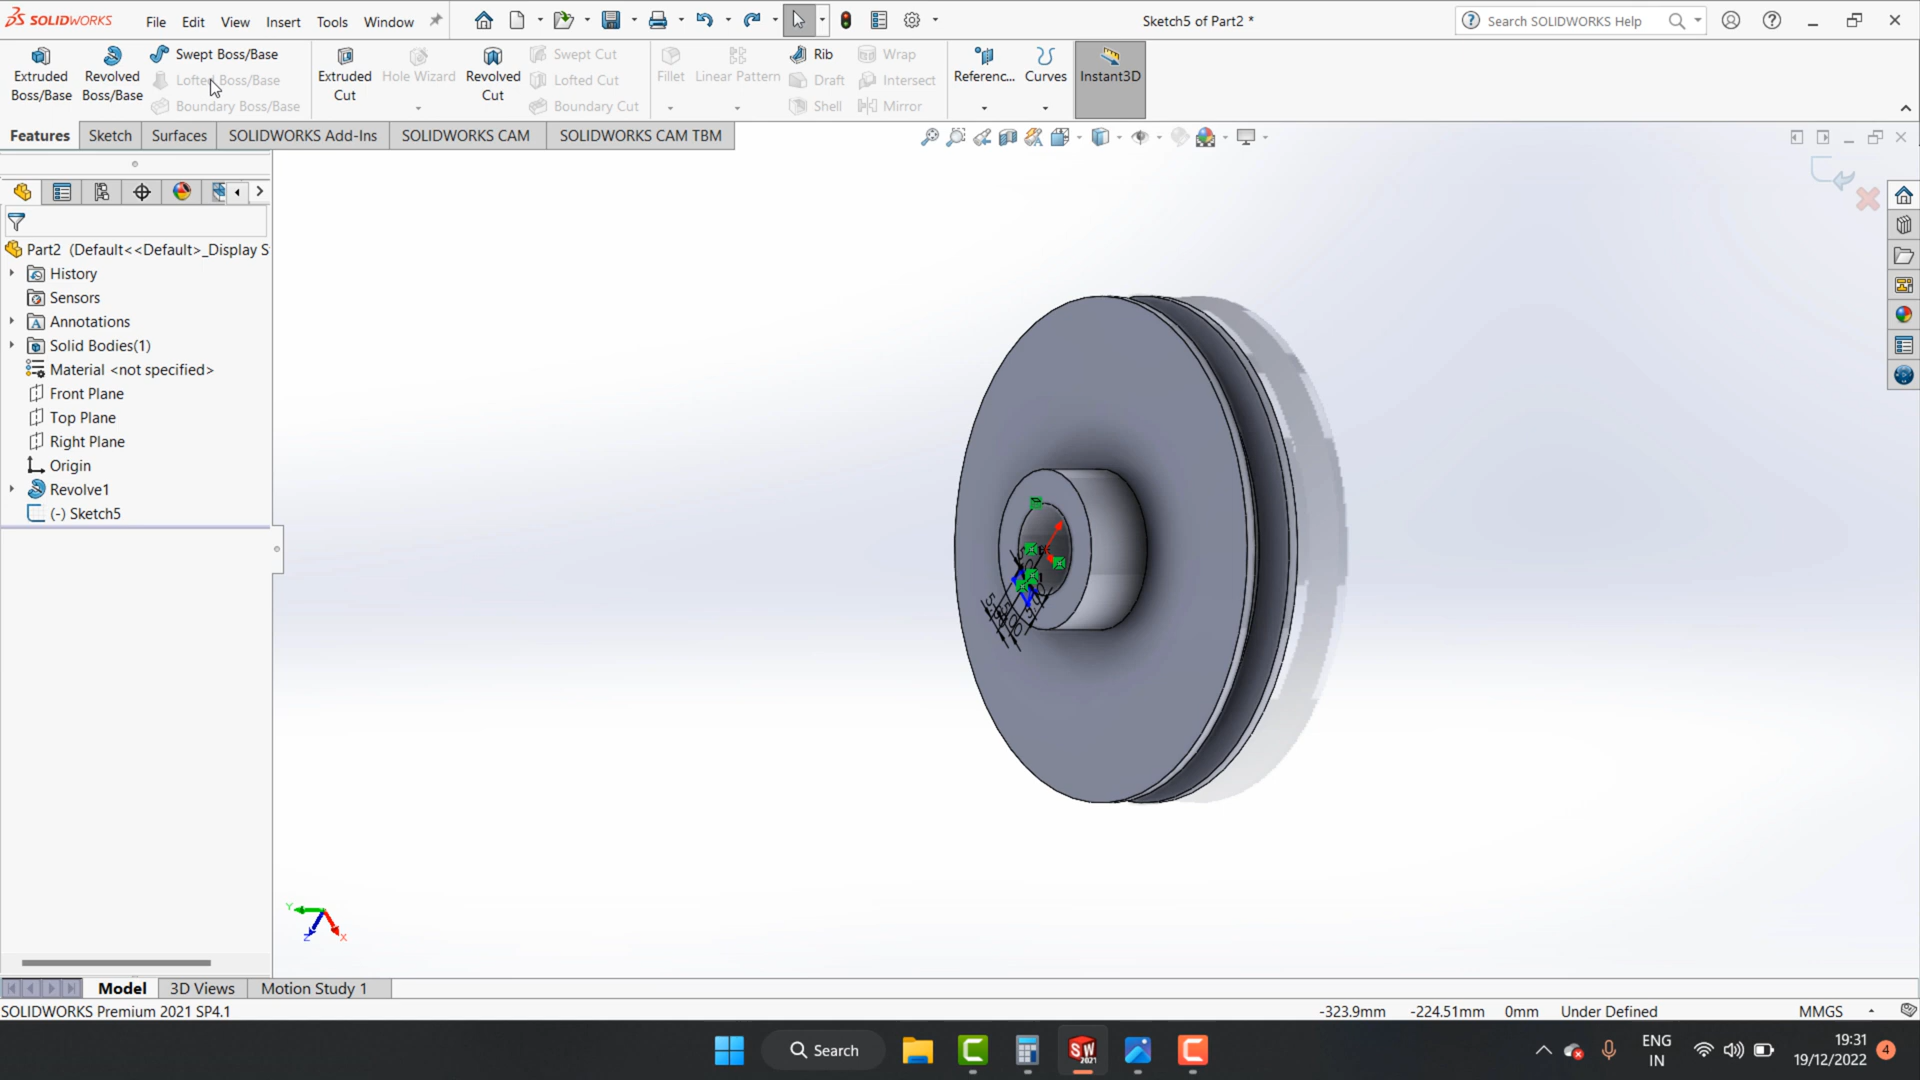 SOLIDWORKS File Edit View Insert Tools Window Sketch5 of Part2 * Search SOLIDWORKS Help
Extruded Boss/Base
Revolved Boss/Base
Swept Boss/Base
Lofted Boss/Base
Boundary Boss/Base
Extruded Cut
Hole Wizard
Revolved Cut
Swept Cut
Lofted Cut
Boundary Cut
Fillet
Linear Pattern
Rib
Draft
Shell
Wrap
Intersect
Mirror
Referenc...
Curves
Instant3D
Features Sketch Surfaces SOLIDWORKS Add-Ins SOLIDWORKS CAM SOLIDWORKS CAM TBM
Part2 (Default<<Default>_Display S
History
Sensors
Annotations
Solid Bodies(1)
Material <not specified>
Front Plane
Top Plane
Right Plane
Origin
Revolve1
(-) Sketch5
Y
Z
X
Model 3D Views Motion Study 1
SOLIDWORKS Premium 2021 SP4.1 -323.9mm -224.51mm 0mm Under Defined MMGS
Search
SW
2021
ENG
IN
19:31
19/12/2022
4